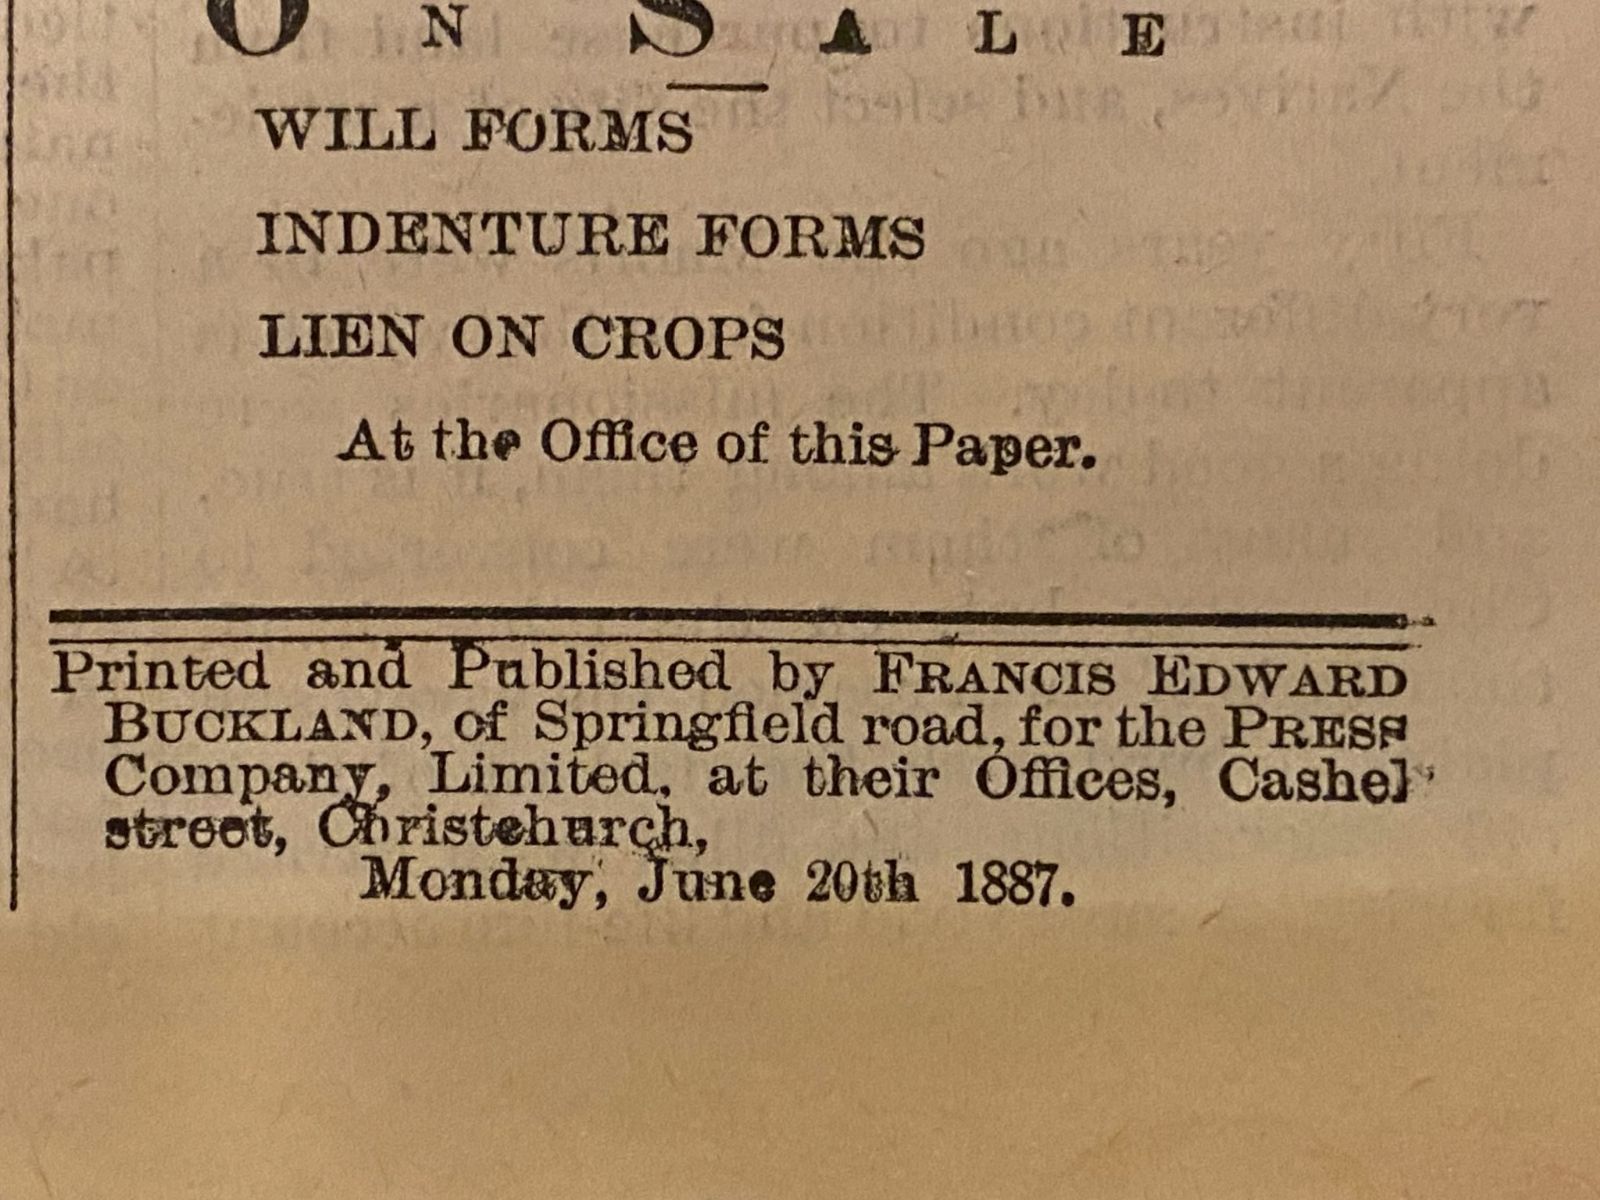 ON SALE
WILL FORMS
INDENTURE FORMS
LIEN ON CROPS
At the Office of this Paper.
Printed and Published by FRANCIS EDWARD
BUCKLAND, of Springfield road, for the PRESS
Company, Limited, at their Offices, Cashel
street, Christchurch,
Monday, June 20th 1887.